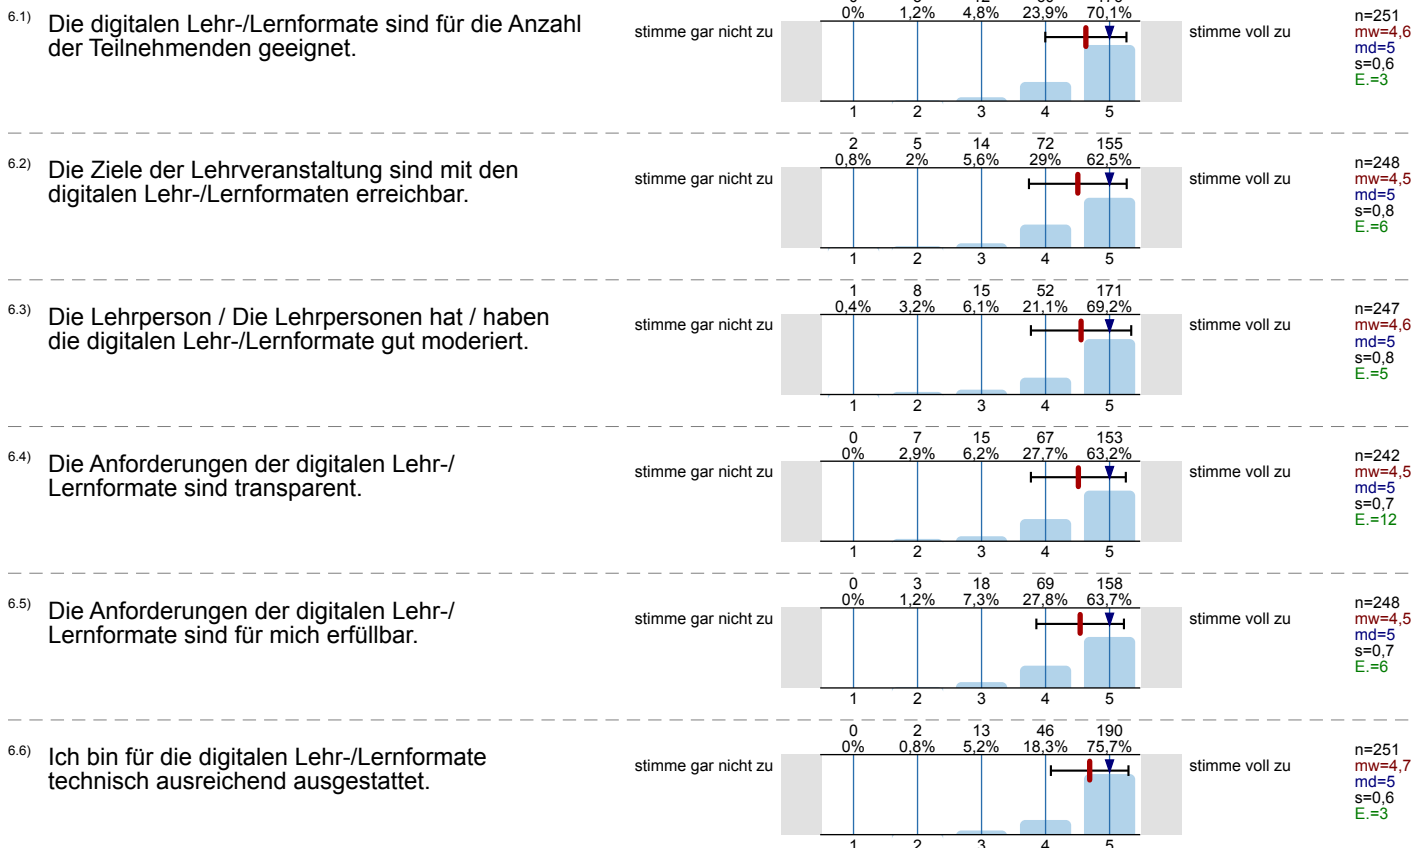 0% 1,2% 4,8% 23,9% 70,1%
6.1) Die digitalen Lehr-/Lernformate sind für die Anzahl
der Teilnehmenden geeignet.
stimme gar nicht zu
stimme voll zu
n=251
mw=4,6
md=5
s=0,6
E.=3
1 2 3 4 5
2 5 14 72 155
0,8% 2% 5,6% 29% 62,5%
6.2) Die Ziele der Lehrveranstaltung sind mit den
digitalen Lehr-/Lernformaten erreichbar.
stimme gar nicht zu
stimme voll zu
n=248
mw=4,5
md=5
s=0,8
E.=6
1 2 3 4 5
1 8 15 52 171
0,4% 3,2% 6,1% 21,1% 69,2%
6.3) Die Lehrperson / Die Lehrpersonen hat / haben
die digitalen Lehr-/Lernformate gut moderiert.
stimme gar nicht zu
stimme voll zu
n=247
mw=4,6
md=5
s=0,8
E.=5
1 2 3 4 5
0 7 15 67 153
0% 2,9% 6,2% 27,7% 63,2%
6.4) Die Anforderungen der digitalen Lehr-/
Lernformate sind transparent.
stimme gar nicht zu
stimme voll zu
n=242
mw=4,5
md=5
s=0,7
E.=12
1 2 3 4 5
0 3 18 69 158
0% 1,2% 7,3% 27,8% 63,7%
6.5) Die Anforderungen der digitalen Lehr-/
Lernformate sind für mich erfüllbar.
stimme gar nicht zu
stimme voll zu
n=248
mw=4,5
md=5
s=0,7
E.=6
1 2 3 4 5
0 2 13 46 190
0% 0,8% 5,2% 18,3% 75,7%
6.6) Ich bin für die digitalen Lehr-/Lernformate
technisch ausreichend ausgestattet.
stimme gar nicht zu
stimme voll zu
n=251
mw=4,7
md=5
s=0,6
E.=3
1 2 3 4 5